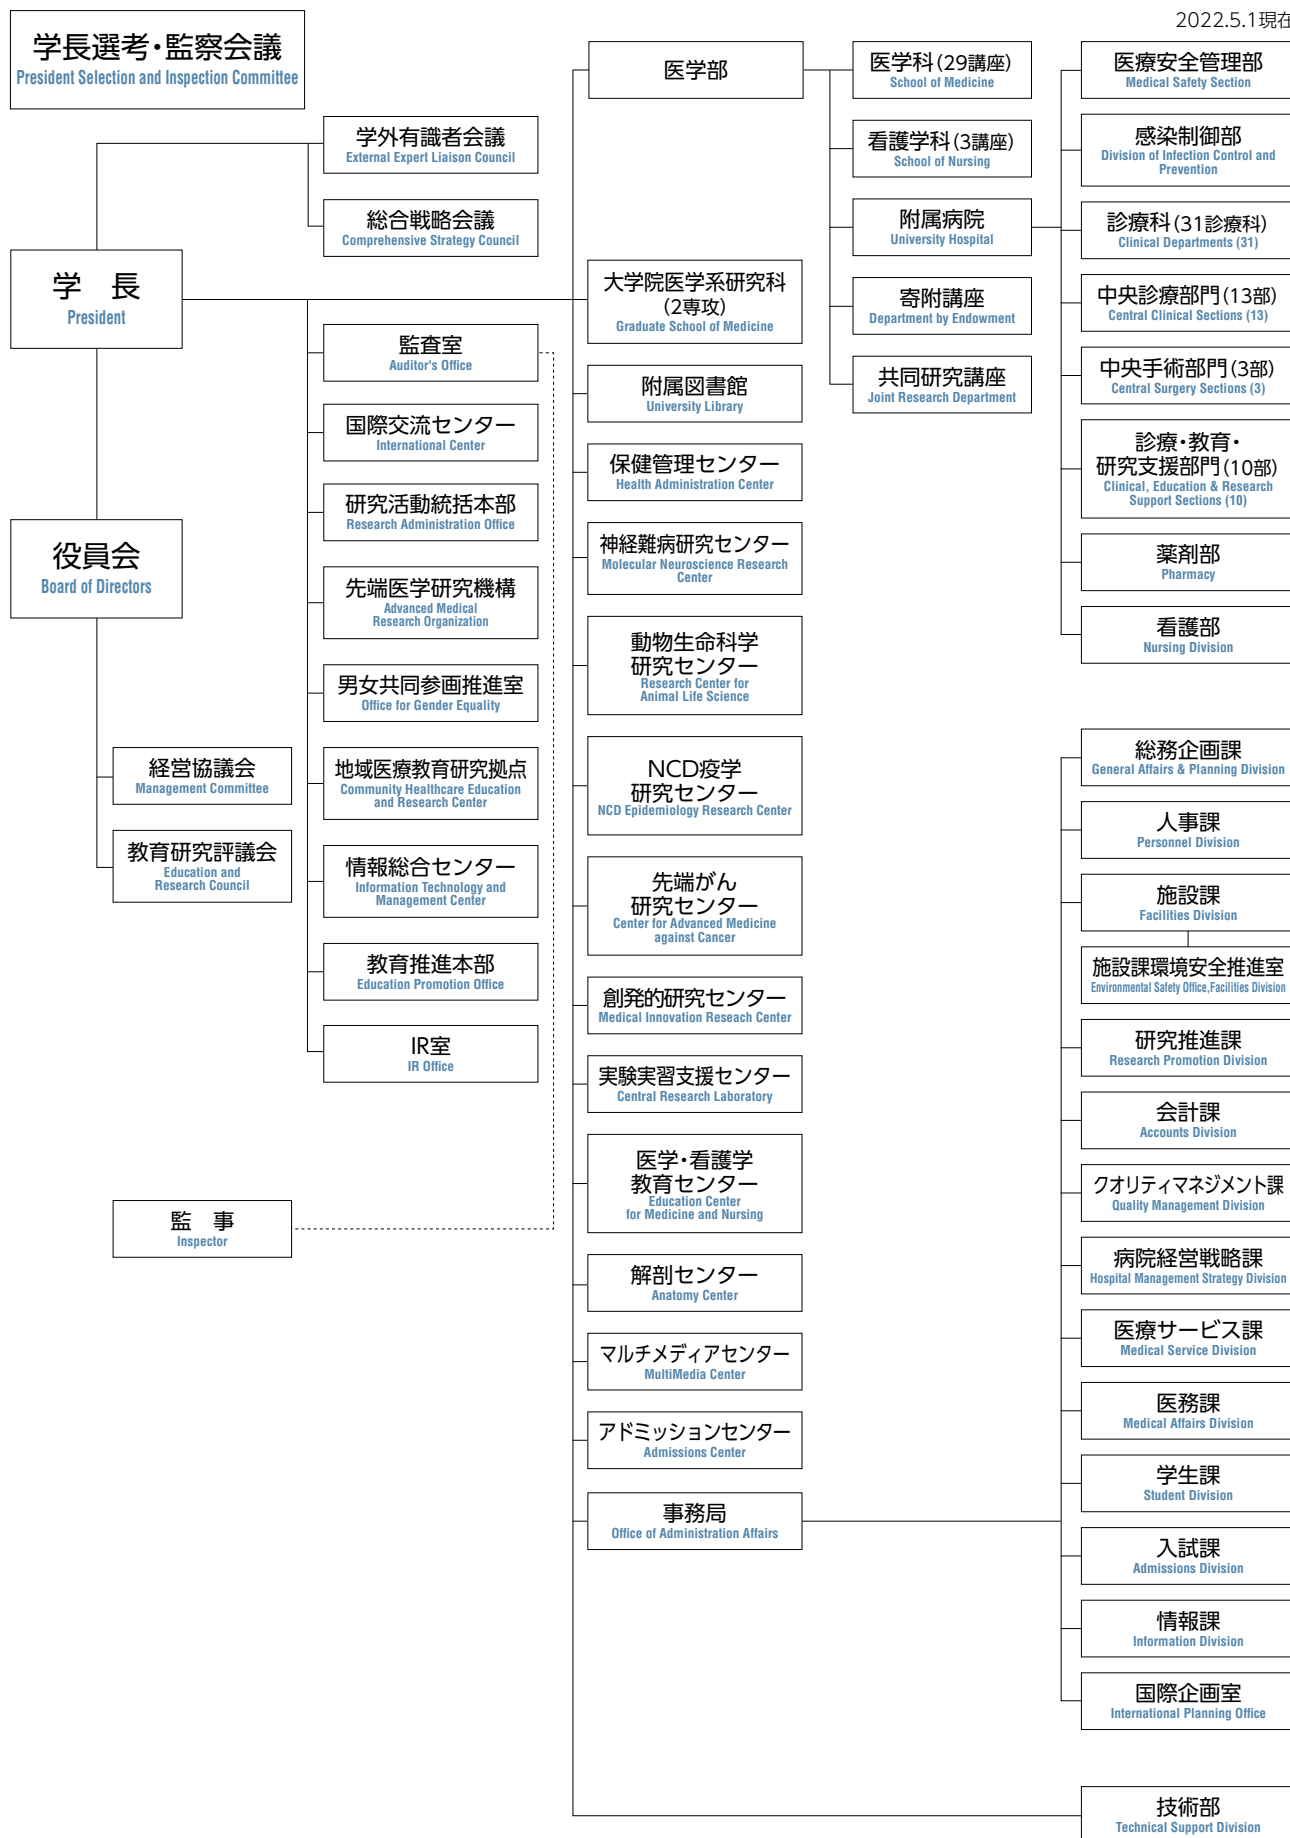 2022.5.1現在
学長選考・監察会議
President Selection and Inspection Committee
学外有識者会議
External Expert Liaison Council
総合戦略会議
Comprehensive Strategy Council
学　長
President
役員会
Board of Directors
経営協議会
Management Committee
教育研究評議会
Education and
Research Council
監　事
Inspector
監査室
Auditor's Office
国際交流センター
International Center
研究活動統括本部
Research Administration Office
先端医学研究機構
Advanced Medical
Research Organization
男女共同参画推進室
Office for Gender Equality
地域医療教育研究拠点
Community Healthcare Education
and Research Center
情報総合センター
Information Technology and
Management Center
教育推進本部
Education Promotion Office
IR室
IR Office
医学部
大学院医学系研究科
(2専攻)
Graduate School of Medicine
附属図書館
University Library
保健管理センター
Health Administration Center
神経難病研究センター
Molecular Neuroscience Research
Center
動物生命科学
研究センター
Research Center for
Animal Life Science
NCD疫学
研究センター
NCD Epidemiology Research Center
先端がん
研究センター
Center for Advanced Medicine
against Cancer
創発的研究センター
Medical Innovation Reseach Center
実験実習支援センター
Central Research Laboratory
医学・看護学
教育センター
Education Center
for Medicine and Nursing
解剖センター
Anatomy Center
マルチメディアセンター
MultiMedia Center
アドミッションセンター
Admissions Center
事務局
Office of Administration Affairs
医学科(29講座)
School of Medicine
看護学科(3講座)
School of Nursing
附属病院
University Hospital
寄附講座
Department by Endowment
共同研究講座
Joint Research Department
医療安全管理部
Medical Safety Section
感染制御部
Division of Infection Control and
Prevention
診療科(31診療科)
Clinical Departments (31)
中央診療部門(13部)
Central Clinical Sections (13)
中央手術部門(3部)
Central Surgery Sections (3)
診療・教育・
研究支援部門(10部)
Clinical, Education & Research
Support Sections (10)
薬剤部
Pharmacy
看護部
Nursing Division
総務企画課
General Affairs & Planning Division
人事課
Personnel Division
施設課
Facilities Division
施設課環境安全推進室
Environmental Safety Office,Facilities Division
研究推進課
Research Promotion Division
会計課
Accounts Division
クオリティマネジメント課
Quality Management Division
病院経営戦略課
Hospital Management Strategy Division
医療サービス課
Medical Service Division
医務課
Medical Affairs Division
学生課
Student Division
入試課
Admissions Division
情報課
Information Division
国際企画室
International Planning Office
技術部
Technical Support Division